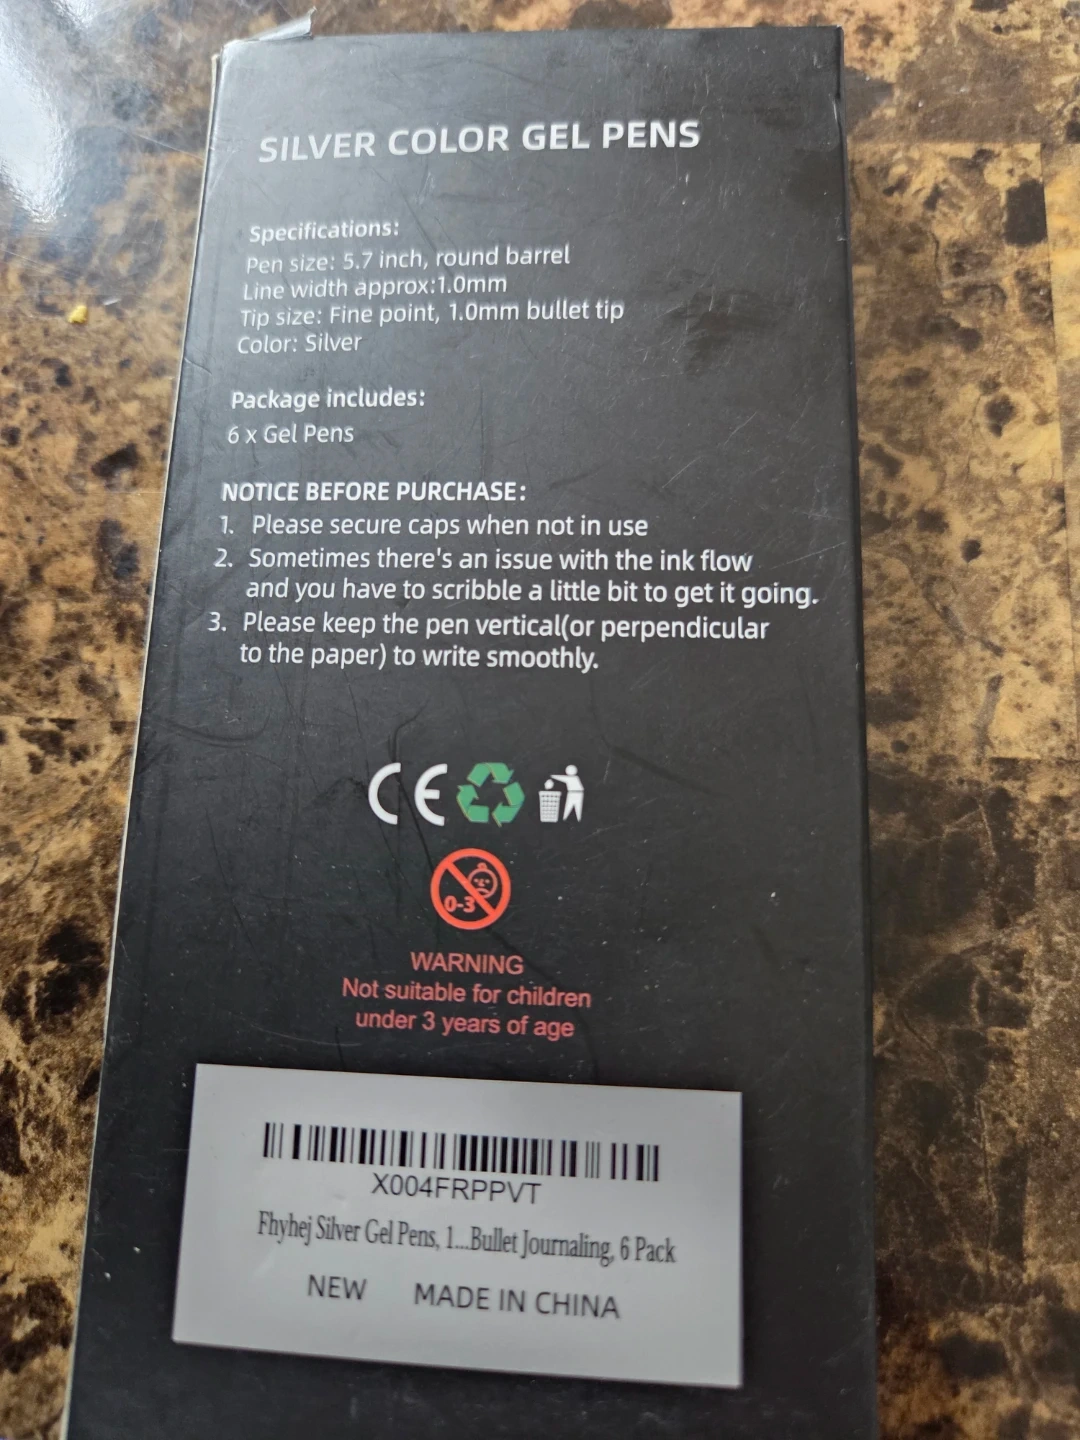 SILVER COLOR GEL PENS
Specifications:
Pen size: 5.7 inch, round barrel
Line width approx:1.0mm
Tip size: Fine point, 1.0mm bullet tip
Color: Silver
Package includes:
6 x Gel Pens
NOTICE BEFORE PURCHASE:
1. Please secure caps when not in use
2. Sometimes there's an issue with the ink flow
and you have to scribble a little bit to get it going.
3. Please keep the pen vertical(or perpendicular
to the paper) to write smoothly.
CE
0-3
WARNING
Not suitable for children
under 3 years of age
X004FRPPVT
Fhyhej Silver Gel Pens, 1...Bullet Journaling, 6 Pack
NEW MADE IN CHINA